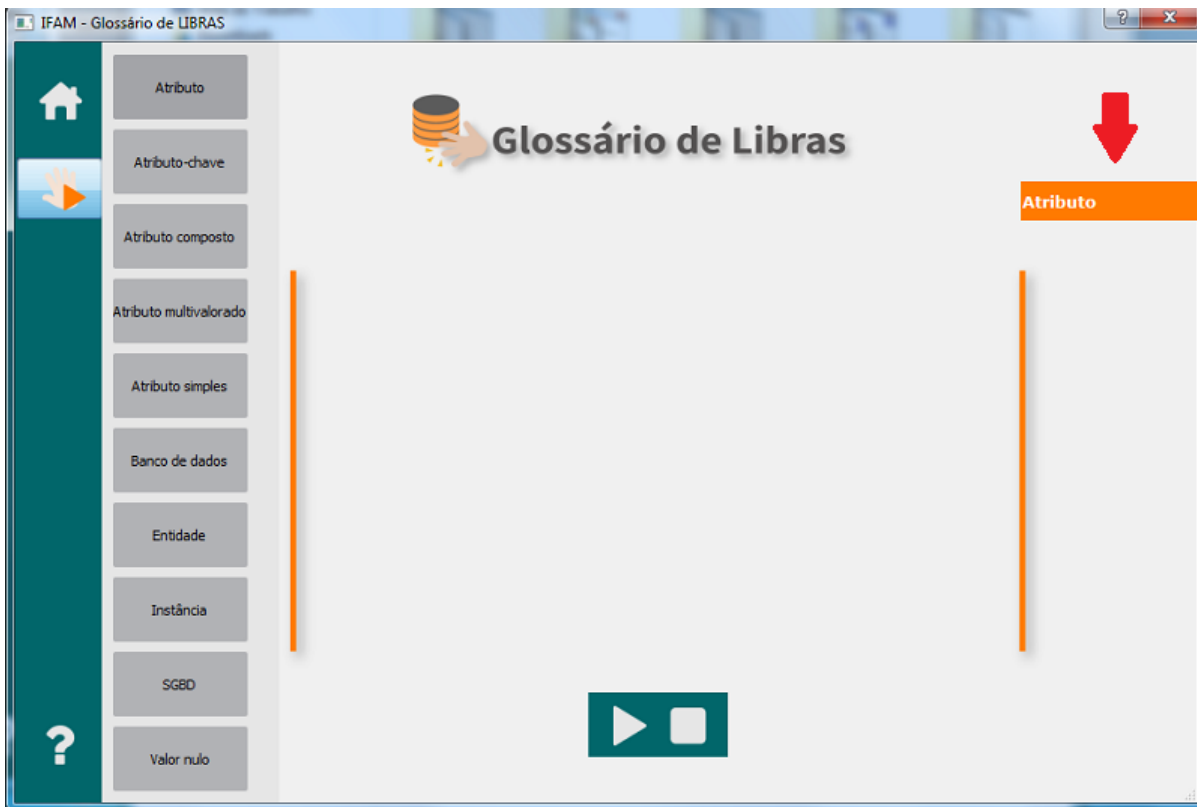 IFAM - Glossário de LIBRAS
Atributo
Atributo-chave
Atributo composto
Atributo multivalorado
Atributo simples
Banco de dados
Entidade
Instância
SGBD
Valor nulo
Glossário de Libras
Atributo